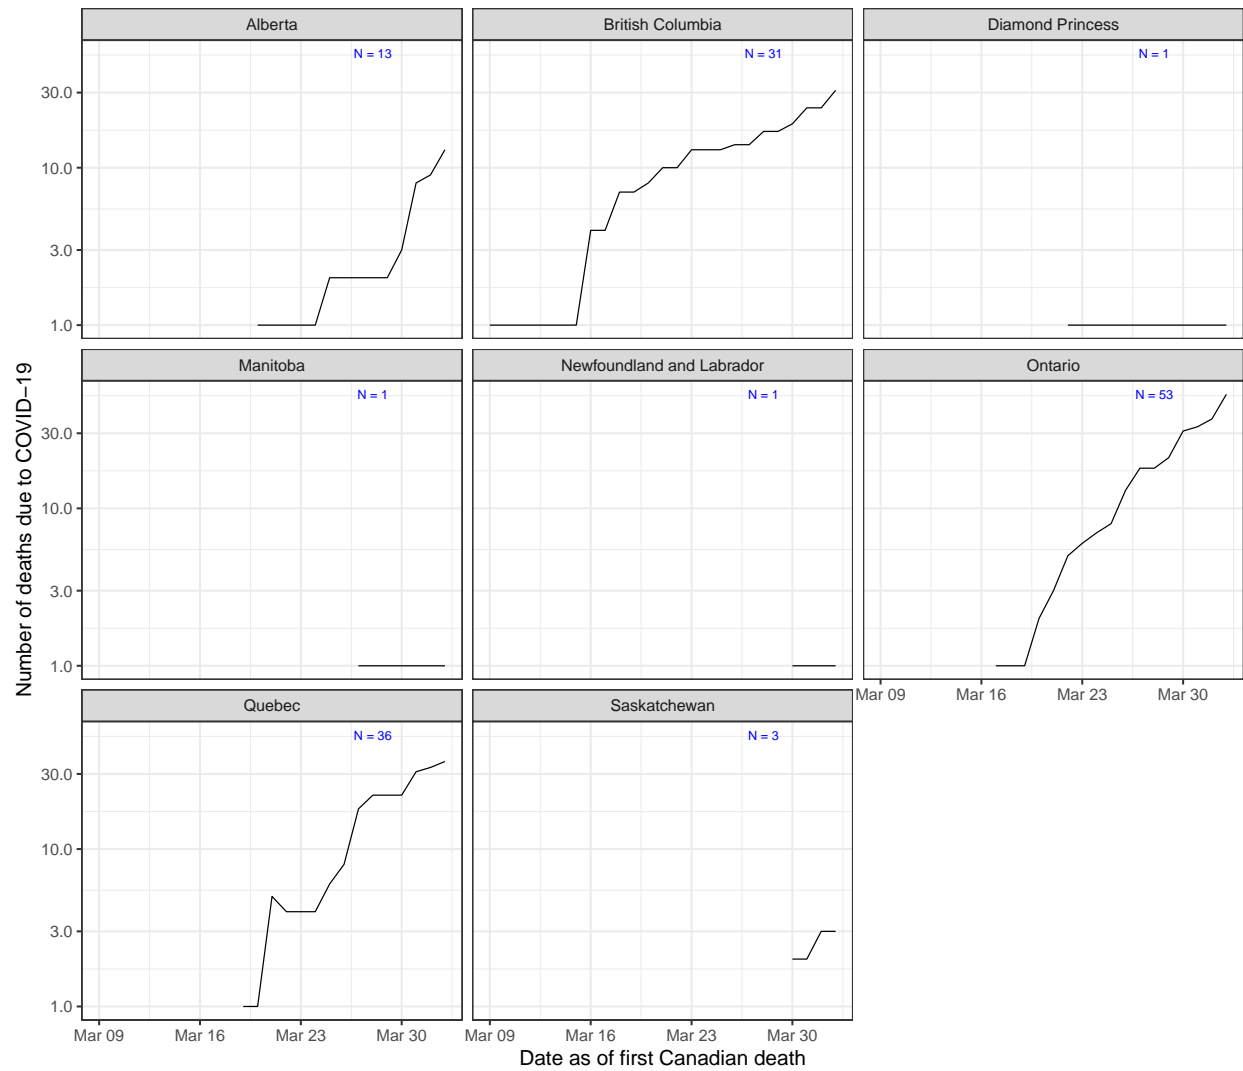 Alberta
British Columbia
Diamond Princess
N = 13
N = 31
N = 1
30.0
10.0
3.0
1.0
Manitoba
Newfoundland and Labrador
Ontario
N = 1
N = 1
N = 53
30.0
10.0
3.0
1.0
Mar 09 Mar 16 Mar 23 Mar 30
Quebec
Saskatchewan
N = 36
N = 3
30.0
10.0
3.0
1.0
Mar 09 Mar 16 Mar 23 Mar 30
Mar 09 Mar 16 Mar 23 Mar 30
Date as of first Canadian death
Number of deaths due to COVID−19